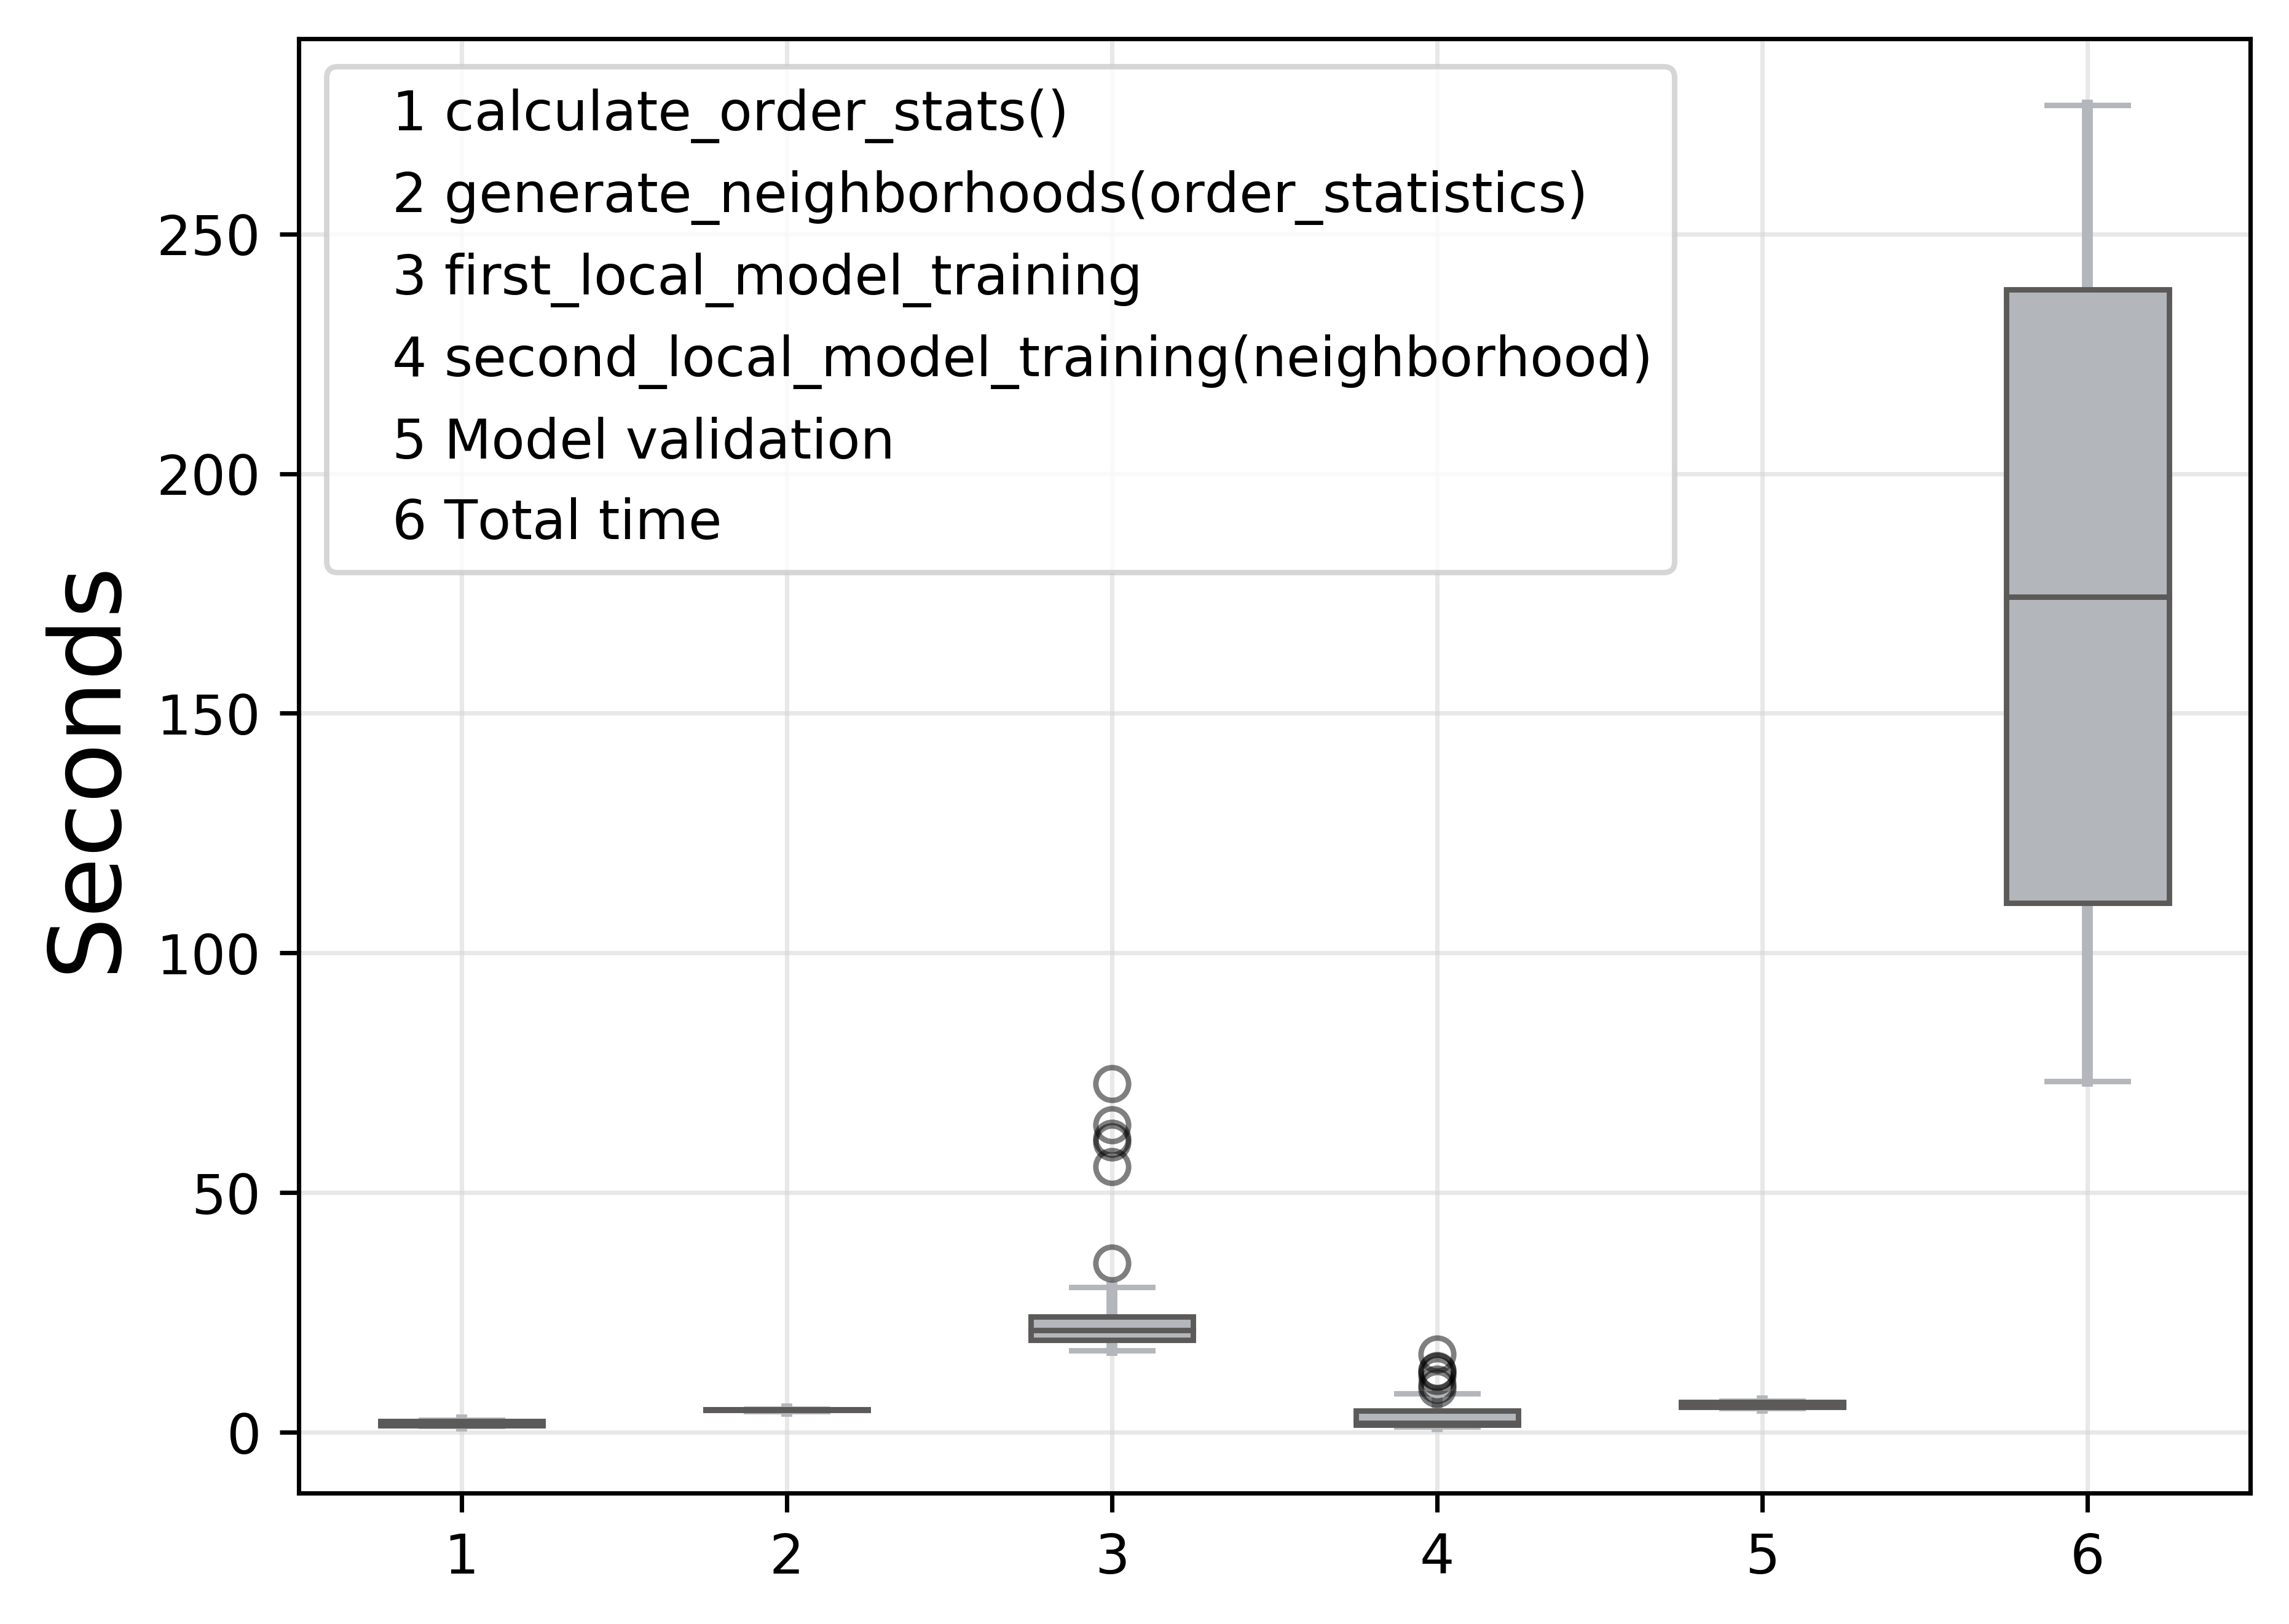 1 calculate_order_stats()
2 generate_neighborhoods(order_statistics)
3 first_local_model_training
4 second_local_model_training(neighborhood)
5 Model validation
6 Total time
Seconds
250
200
150
100
50
0
1 2 3 4 5 6